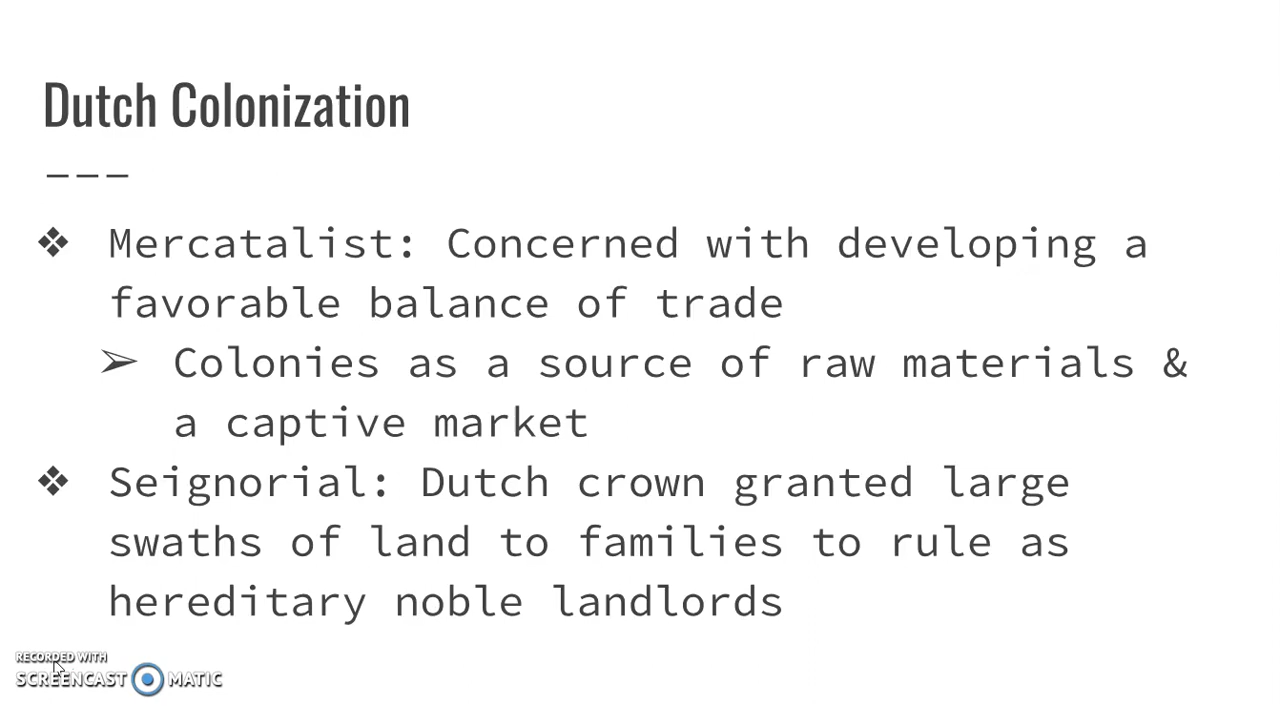 Dutch Colonization
———
❖ Mercatalist: Concerned with developing a
favorable balance of trade
➢ Colonies as a source of raw materials &
a captive market
❖ Seignorial: Dutch crown granted large
swaths of land to families to rule as
hereditary noble landlords
RECORDED WITH
SCREENCAST MATIC